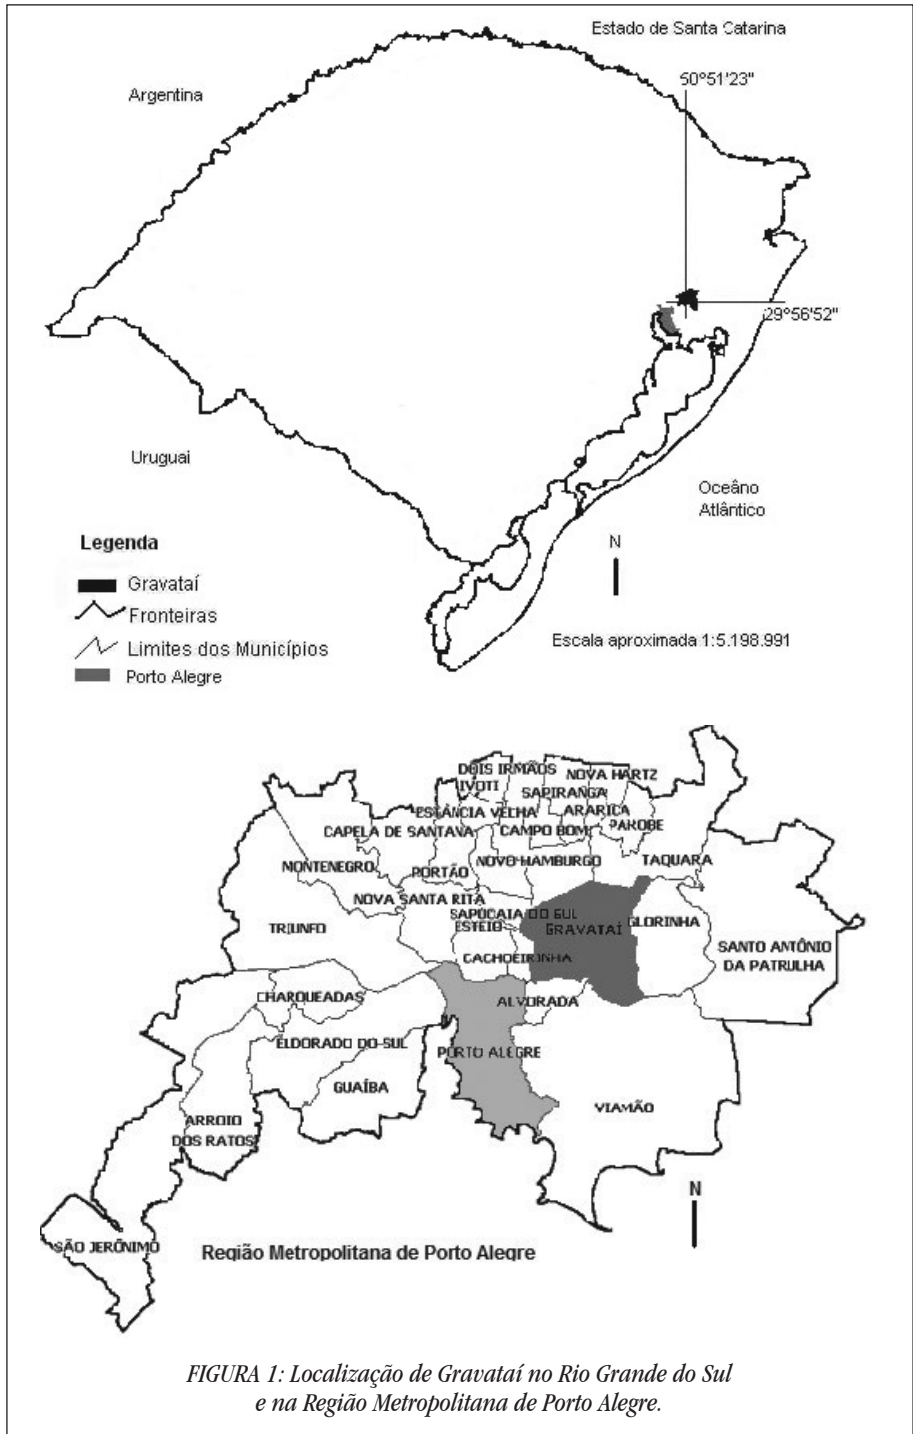 Estado de Santa Catarina
50°51'23"
Argentina
29°56'52"
Uruguai
Oceâno
Atlântico
Legenda
N
Gravataí
Fronteiras
Limites dos Municípios
Escala aproximada 1:5.198.991
Porto Alegre
DOIS IRMÃOS
NOVA HARTZ
IVOTI
SAPIRANGA
ESTÂNCIA VELHA
ARARICA
CAPELA DE SANTANA
CAMPO BOM
PAROBE
MONTENEGRO
PORTÃO
NOVO HAMBURGO
TAQUARA
NOVA SANTA RITA
SAPUCAIA DO SUL
TRIUNFO
ESTEIO
GRAVATAÍ
GLORINHA
CACHOEIRINHA
SANTO ANTÔNIO
DA PATRULHA
CHARQUEADAS
ALVORADA
ELDORADO DO SUL
PORTO ALEGRE
GUAÍBA
VIAMÃO
ARROIO
DOS RATOS
N
SÃO JERÔNIMO
Região Metropolitana de Porto Alegre
FIGURA 1: Localização de Gravataí no Rio Grande do Sul
e na Região Metropolitana de Porto Alegre.